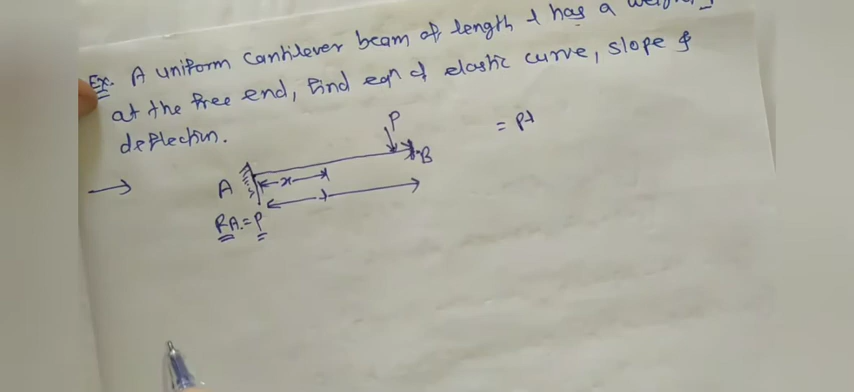 Ex. A uniform cantilever beam of length l has a
at the free end, find eqn of elastic curve, slope &
deflection.
P
= Pl
B
A
x
l
RA = P